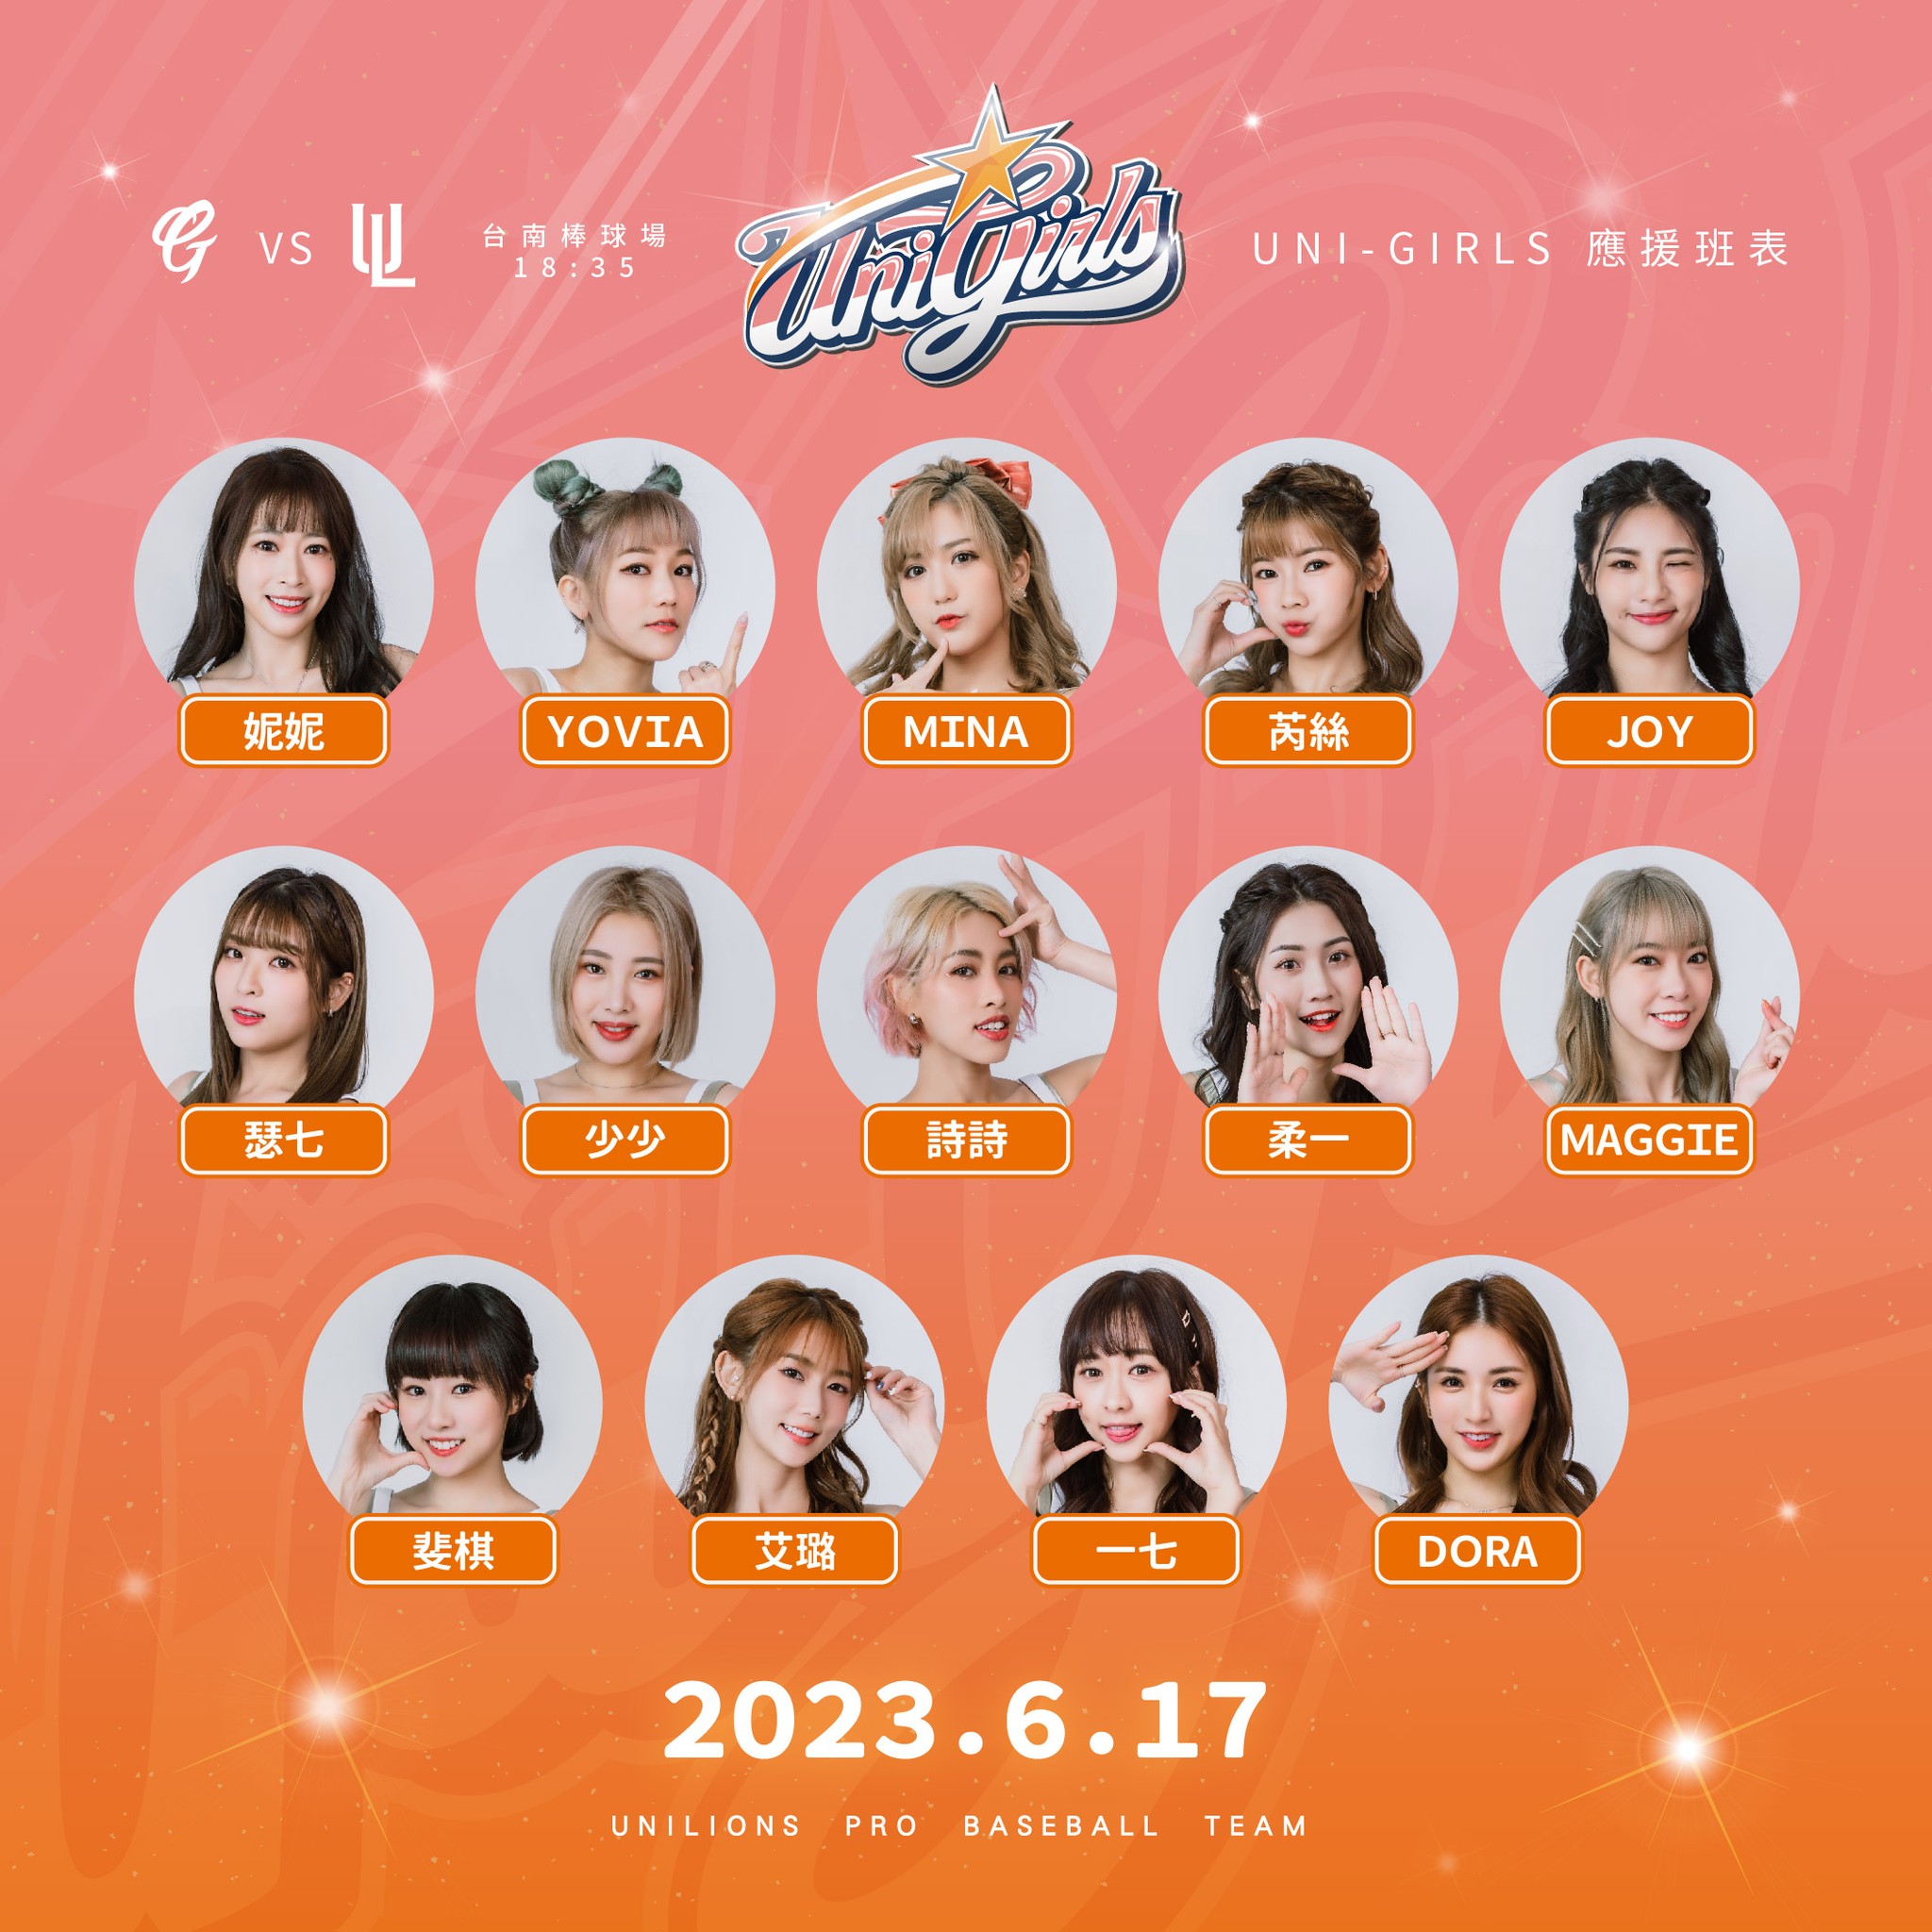 G VS UL
台南棒球場
18:35
UniGirls
UNI-GIRLS 應援班表
妮妮
YOVIA
MINA
芮絲
JOY
瑟七
少少
詩詩
柔一
MAGGIE
斐棋
艾璐
一七
DORA
2023.6.17
UNILIONS PRO BASEBALL TEAM